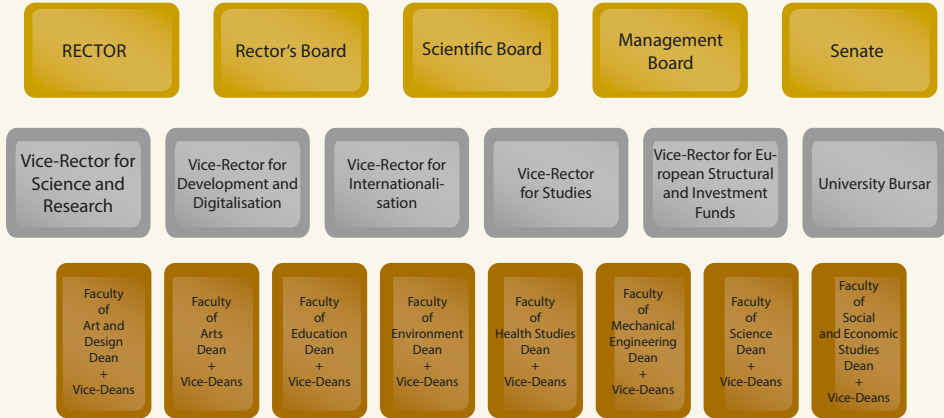 RECTOR
Rector's Board
Scientific Board
Management
Board
Senate
Vice-Rector for
Science and
Research
Vice-Rector for
Development and
Digitalisation
Vice-Rector for
Internationali-
sation
Vice-Rector
for Studies
Vice-Rector for Eu-
ropean Structural
and Investment
Funds
University Bursar
Faculty
of
Art and
Design
Dean
+
Vice-Deans
Faculty
of
Arts
Dean
+
Vice-Deans
Faculty
of
Education
Dean
+
Vice-Deans
Faculty
of
Environment
Dean
+
Vice-Deans
Faculty
of
Health Studies
Dean
+
Vice-Deans
Faculty
of
Mechanical
Engineering
Dean
+
Vice-Deans
Faculty
of
Science
Dean
+
Vice-Deans
Faculty
of
Social
and Economic
Studies
Dean
+
Vice-Deans